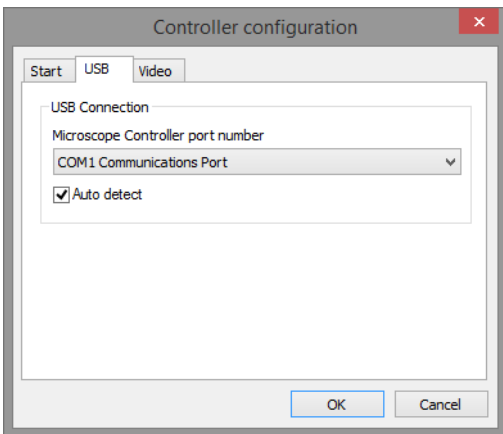 Controller configuration
Start USB Video
USB Connection
Microscope Controller port number
COM1 Communications Port
Auto detect
OK Cancel